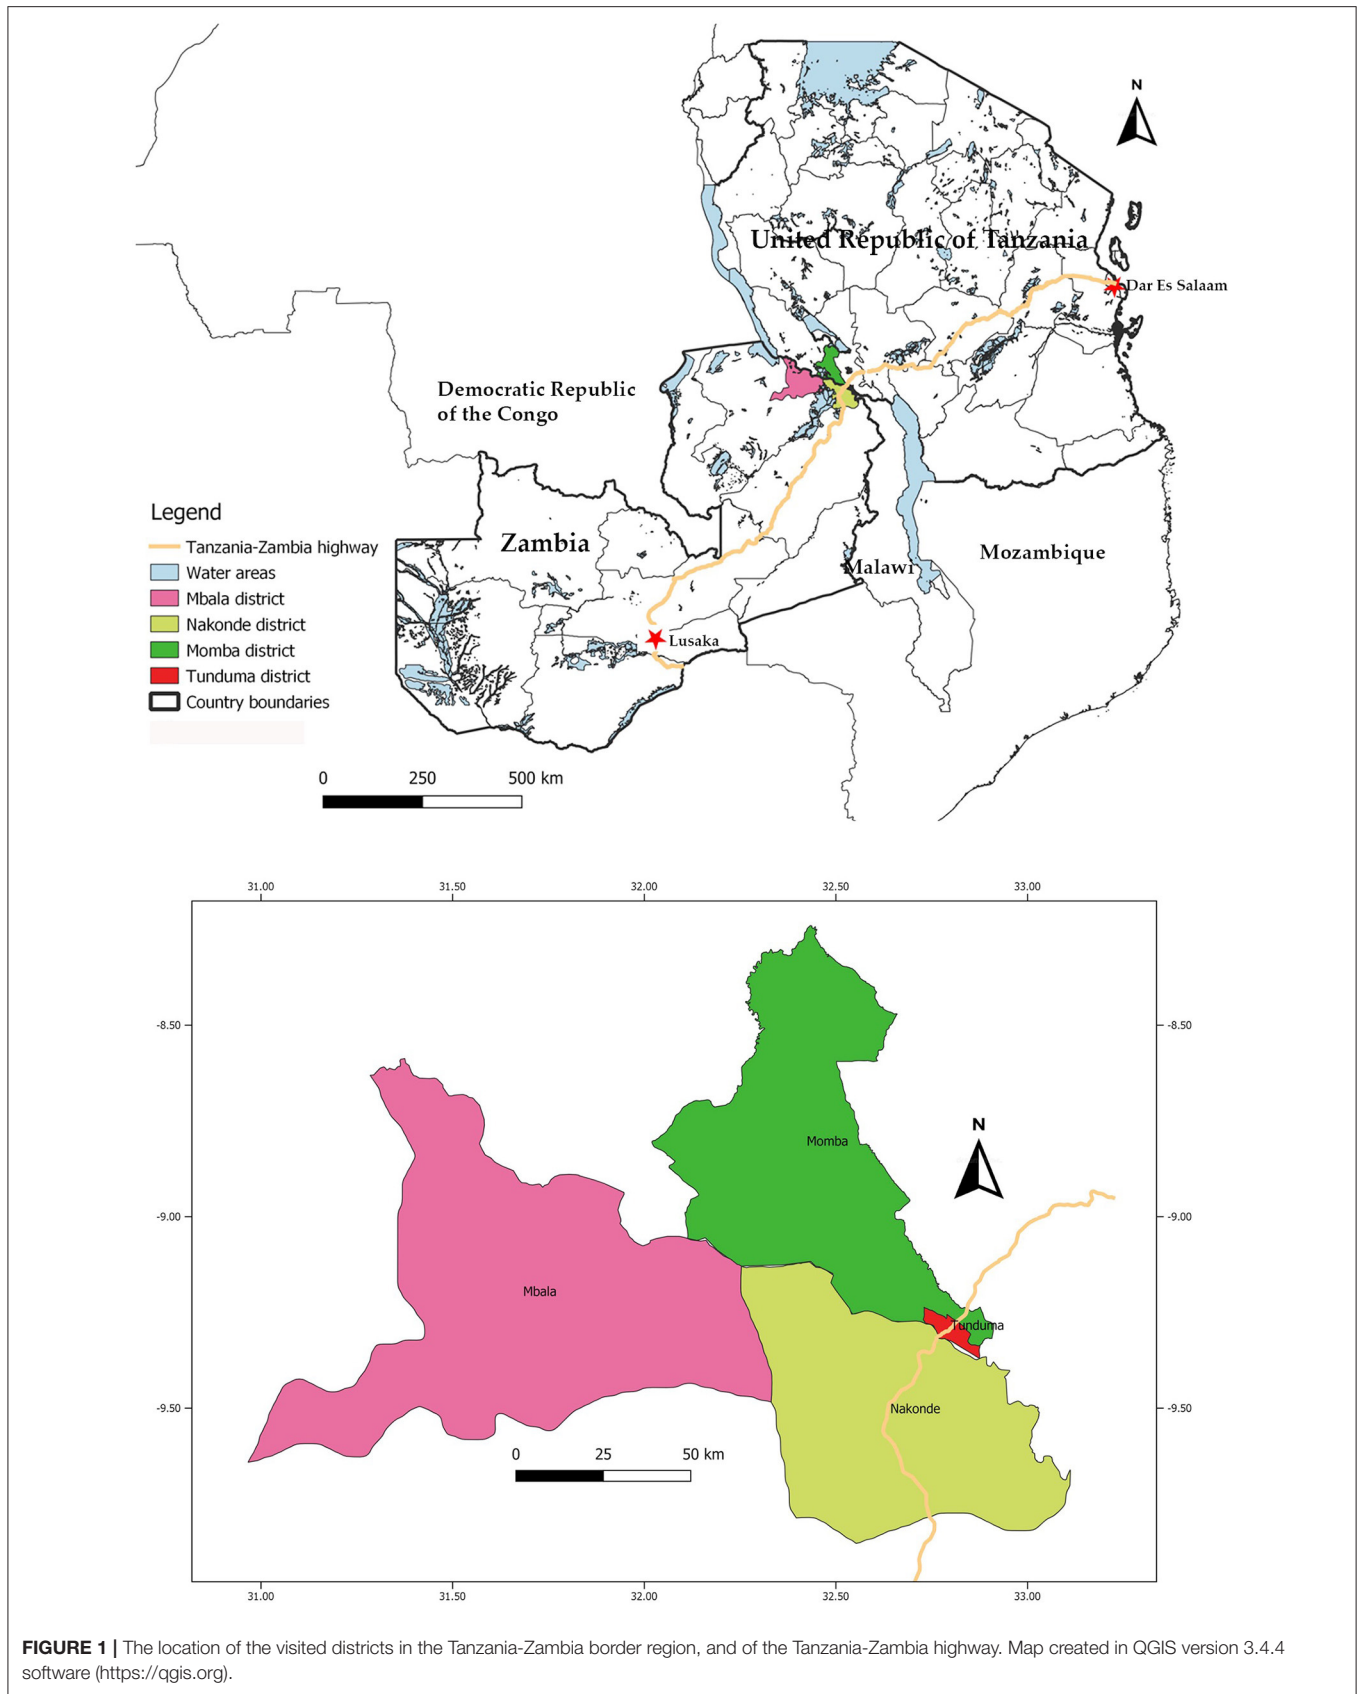 N
United Republic of Tanzania
Dar Es Salaam
Democratic Republic
of the Congo
Legend
Tanzania-Zambia highway
Water areas
Mbala district
Nakonde district
Momba district
Tunduma district
Country boundaries
Zambia
Malawi
Mozambique
Lusaka
0 250 500 km
31.00 31.50 32.00 32.50 33.00
-8.50 -8.50
N
Momba
-9.00 -9.00
Mbala
Tunduma
-9.50 Nakonde -9.50
0 25 50 km
31.00 31.50 32.00 32.50 33.00
FIGURE 1 | The location of the visited districts in the Tanzania-Zambia border region, and of the Tanzania-Zambia highway. Map created in QGIS version 3.4.4
software (https://qgis.org).